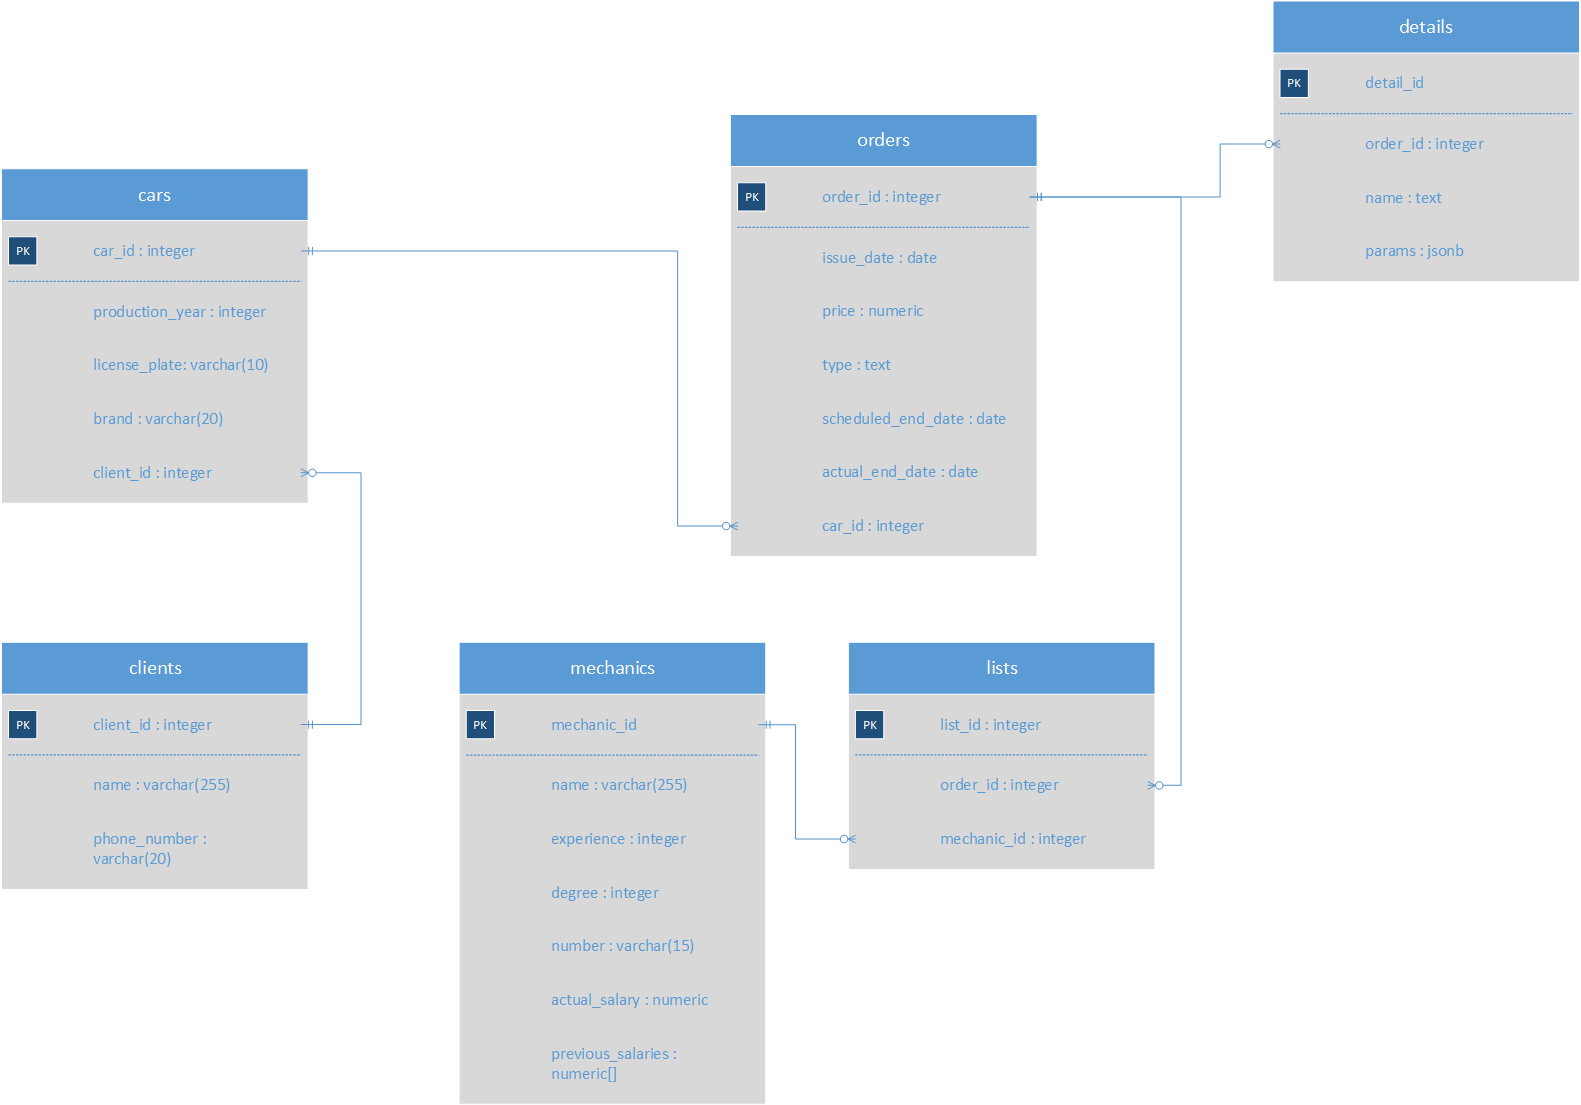 details
PK
detail_id
order_id : integer
name : text
params : jsonb
orders
PK
order_id : integer
issue_date : date
price : numeric
type : text
scheduled_end_date : date
actual_end_date : date
car_id : integer
cars
PK
car_id : integer
production_year : integer
license_plate: varchar(10)
brand : varchar(20)
client_id : integer
clients
PK
client_id : integer
name : varchar(255)
phone_number :
varchar(20)
mechanics
PK
mechanic_id
name : varchar(255)
experience : integer
degree : integer
number : varchar(15)
actual_salary : numeric
previous_salaries :
numeric[]
lists
PK
list_id : integer
order_id : integer
mechanic_id : integer